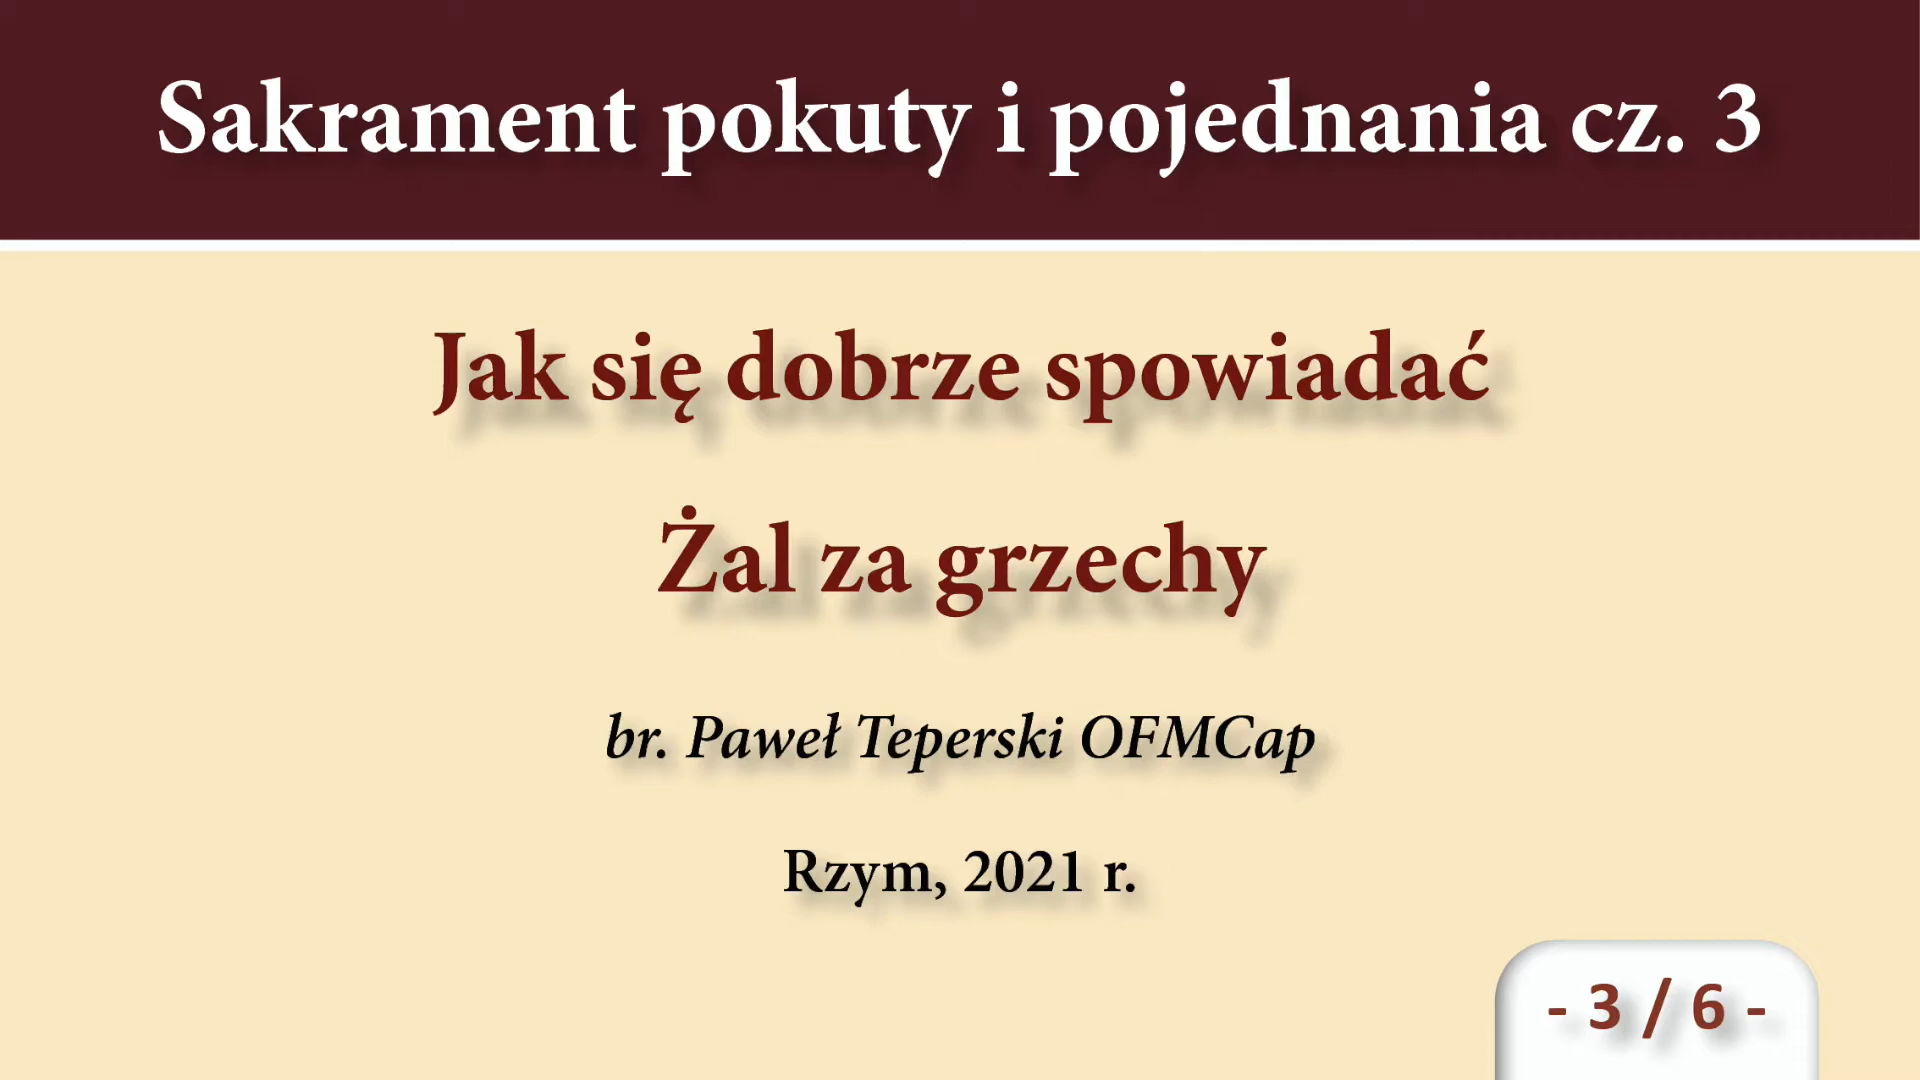 Sakrament pokuty i pojednania cz. 3
Jak się dobrze spowiadać
Żal za grzechy
br. Paweł Teperski OFMCap
Rzym, 2021 r.
- 3 / 6 -